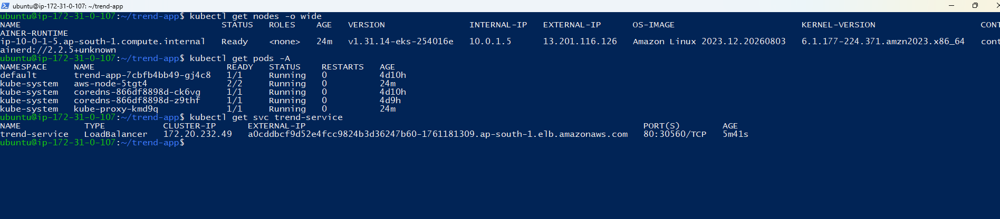 ubuntu@ip-172-31-0-107: ~/trend-app
ubuntu@ip-172-31-0-107:~/trend-app$ kubectl get nodes -o wide
NAME STATUS ROLES AGE VERSION INTERNAL-IP EXTERNAL-IP OS-IMAGE KERNEL-VERSION CONT
AINER-RUNTIME
ip-10-0-1-5.ap-south-1.compute.internal Ready <none> 24m v1.31.14-eks-254016e 10.0.1.5 13.201.116.126 Amazon Linux 2023.12.20260803 6.1.177-224.371.amzn2023.x86_64 cont
ainerd://2.2.5+unknown
ubuntu@ip-172-31-0-107:~/trend-app$ kubectl get pods -A
NAMESPACE NAME READY STATUS RESTARTS AGE
default trend-app-7cbfb4bb49-gj4c8 1/1 Running 0 4d10h
kube-system aws-node-5tgt4 2/2 Running 0 24m
kube-system coredns-866df8898d-ck6vg 1/1 Running 0 4d10h
kube-system coredns-866df8898d-z9thf 1/1 Running 0 4d9h
kube-system kube-proxy-kmd9q 1/1 Running 0 24m
ubuntu@ip-172-31-0-107:~/trend-app$ kubectl get svc trend-service
NAME TYPE CLUSTER-IP EXTERNAL-IP PORT(S) AGE
trend-service LoadBalancer 172.20.232.49 a0cddbcf9d52e4fcc9824b3d36247b60-1761181309.ap-south-1.elb.amazonaws.com 80:30560/TCP 5m41s
ubuntu@ip-172-31-0-107:~/trend-app$